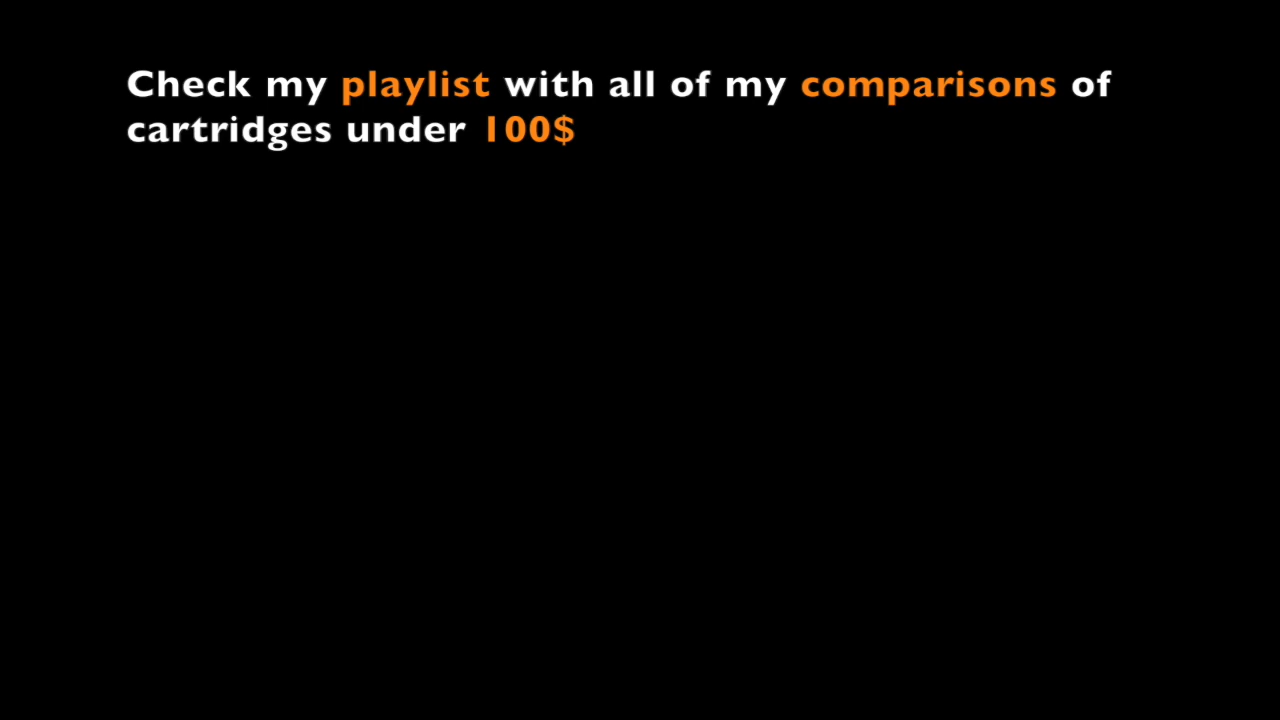 Check my playlist with all of my comparisons of
cartridges under 100$